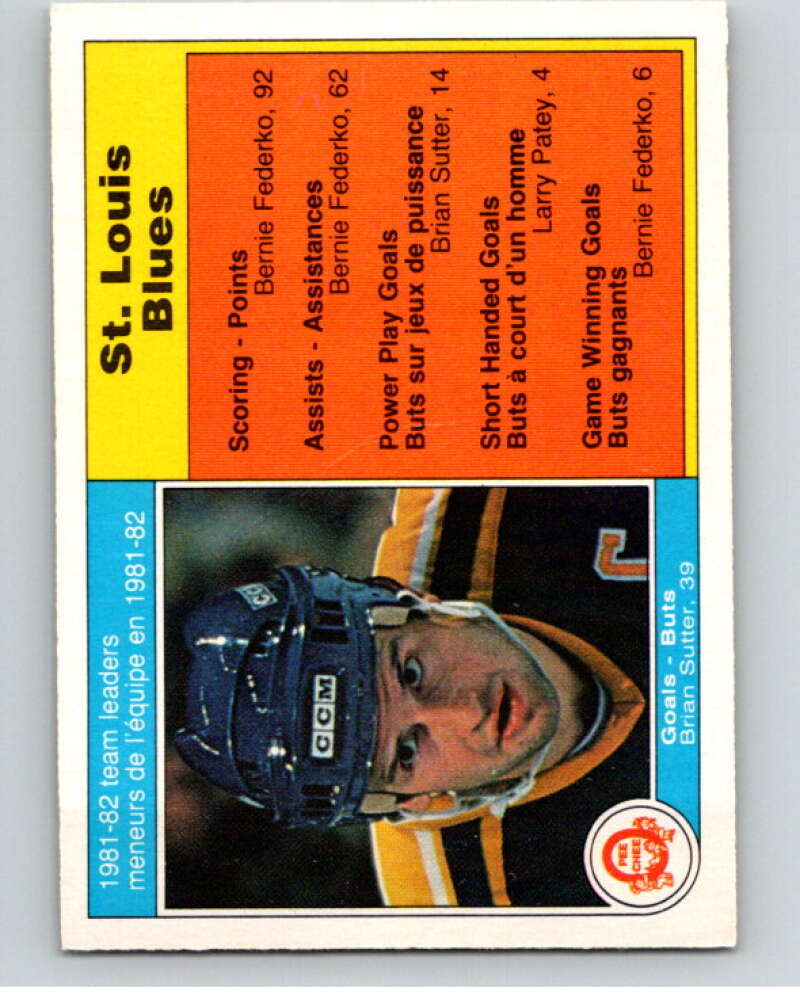 1981-82 team leaders
meneurs de l'équipe en 1981-82
CCM
CCM
C
Goals - Buts
Brian Sutter, 39
O
PEE
CHEE
St. Louis
Blues
Scoring - Points
Bernie Federko, 92
Assists - Assistances
Bernie Federko, 62
Power Play Goals
Buts sur jeux de puissance
Brian Sutter, 14
Short Handed Goals
Buts à court d'un homme
Larry Patey, 4
Game Winning Goals
Buts gagnants
Bernie Federko, 6